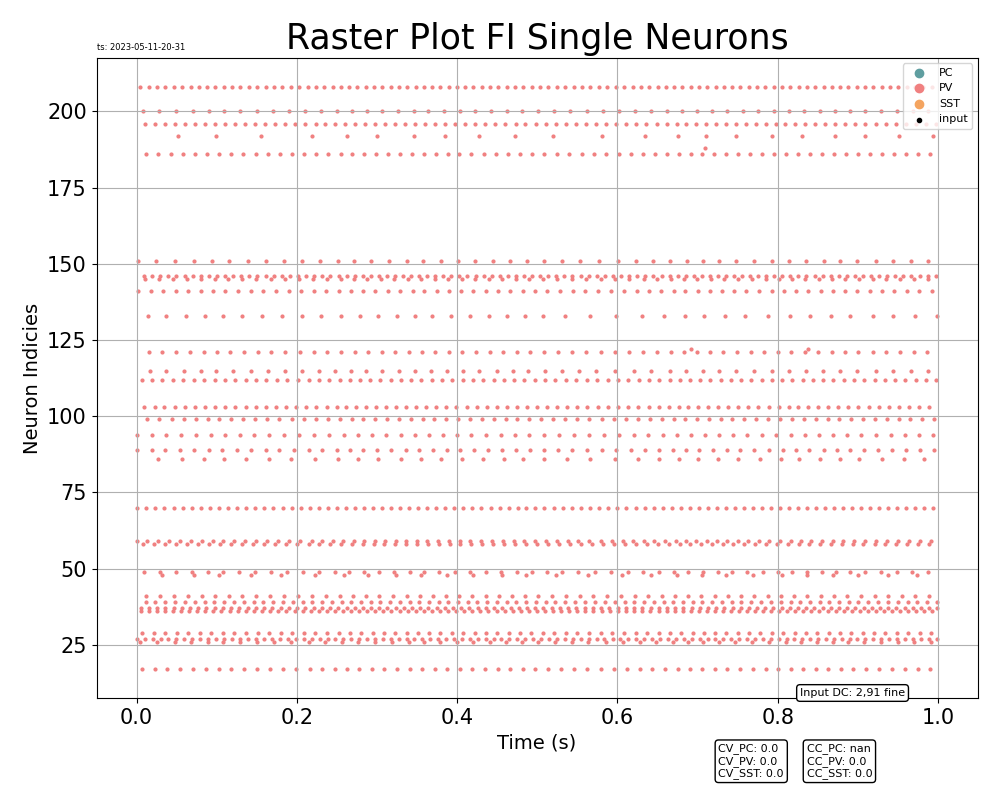 Raster Plot FI Single Neurons
ts: 2023-05-11-20-31
PC
PV
SST
input
200
175
150
125
100
75
50
25
Neuron Indicies
Input DC: 2,91 fine
0.0 0.2 0.4 0.6 0.8 1.0
Time (s)
CV_PC: 0.0
CV_PV: 0.0
CV_SST: 0.0
CC_PC: nan
CC_PV: 0.0
CC_SST: 0.0